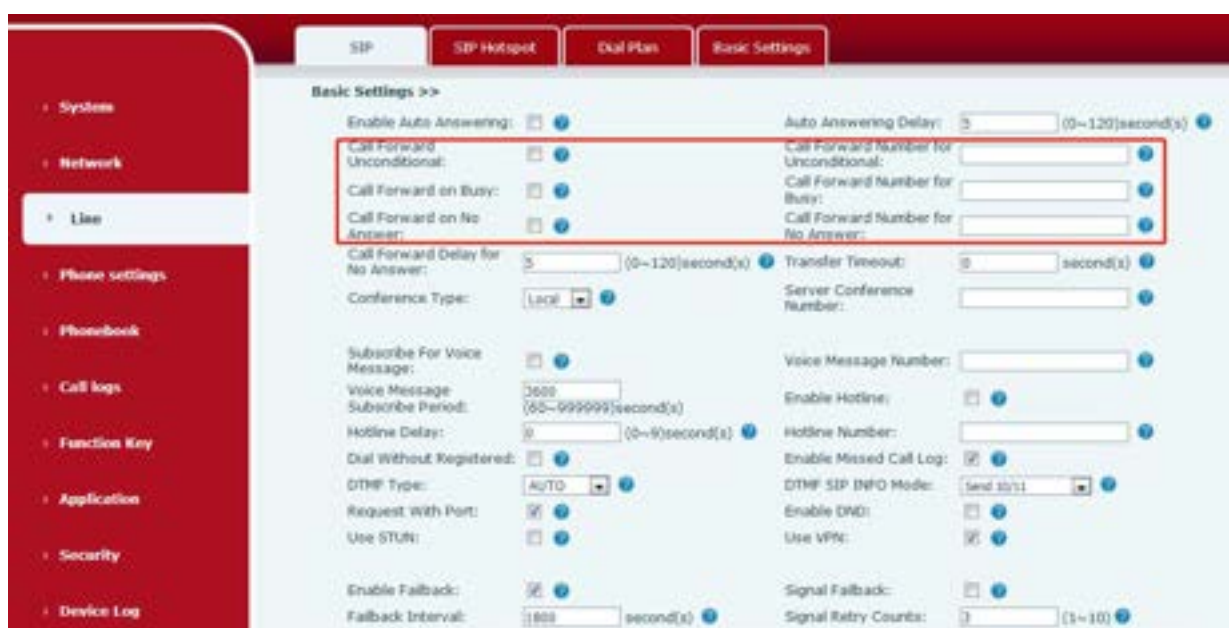 SIP
SIP Hotspot
Dial Plan
Basic Settings
System
Network
Line
Phone settings
Phonebook
Call logs
Function Key
Application
Security
Device Log
Basic Settings >>
Enable Auto Answering:
Auto Answering Delay: 5 (0~120)second(s)
Call Forward
Unconditional:
Call Forward Number for
Unconditional:
Call Forward on Busy:
Call Forward Number for
Busy:
Call Forward on No
Answer:
Call Forward Number for
No Answer:
Call Forward Delay for
No Answer:
5 (0~120)second(s)
Transfer Timeout: 0 second(s)
Conference Type: Local
Server Conference
Number:
Subscribe For Voice
Message:
Voice Message Number:
Voice Message
Subscribe Period:
3600
(60~999999)second(s)
Enable Hotline:
Hotline Delay: 0 (0~9)second(s)
Hotline Number:
Dial Without Registered:
Enable Missed Call Log:
DTMF Type: AUTO
DTMF SIP INFO Mode: Send 10/11
Request With Port:
Enable DND:
Use STUN:
Use VPN:
Enable Failback:
Signal Failback:
Failback Interval: 1800 second(s)
Signal Retry Counts: 3 (1~10)